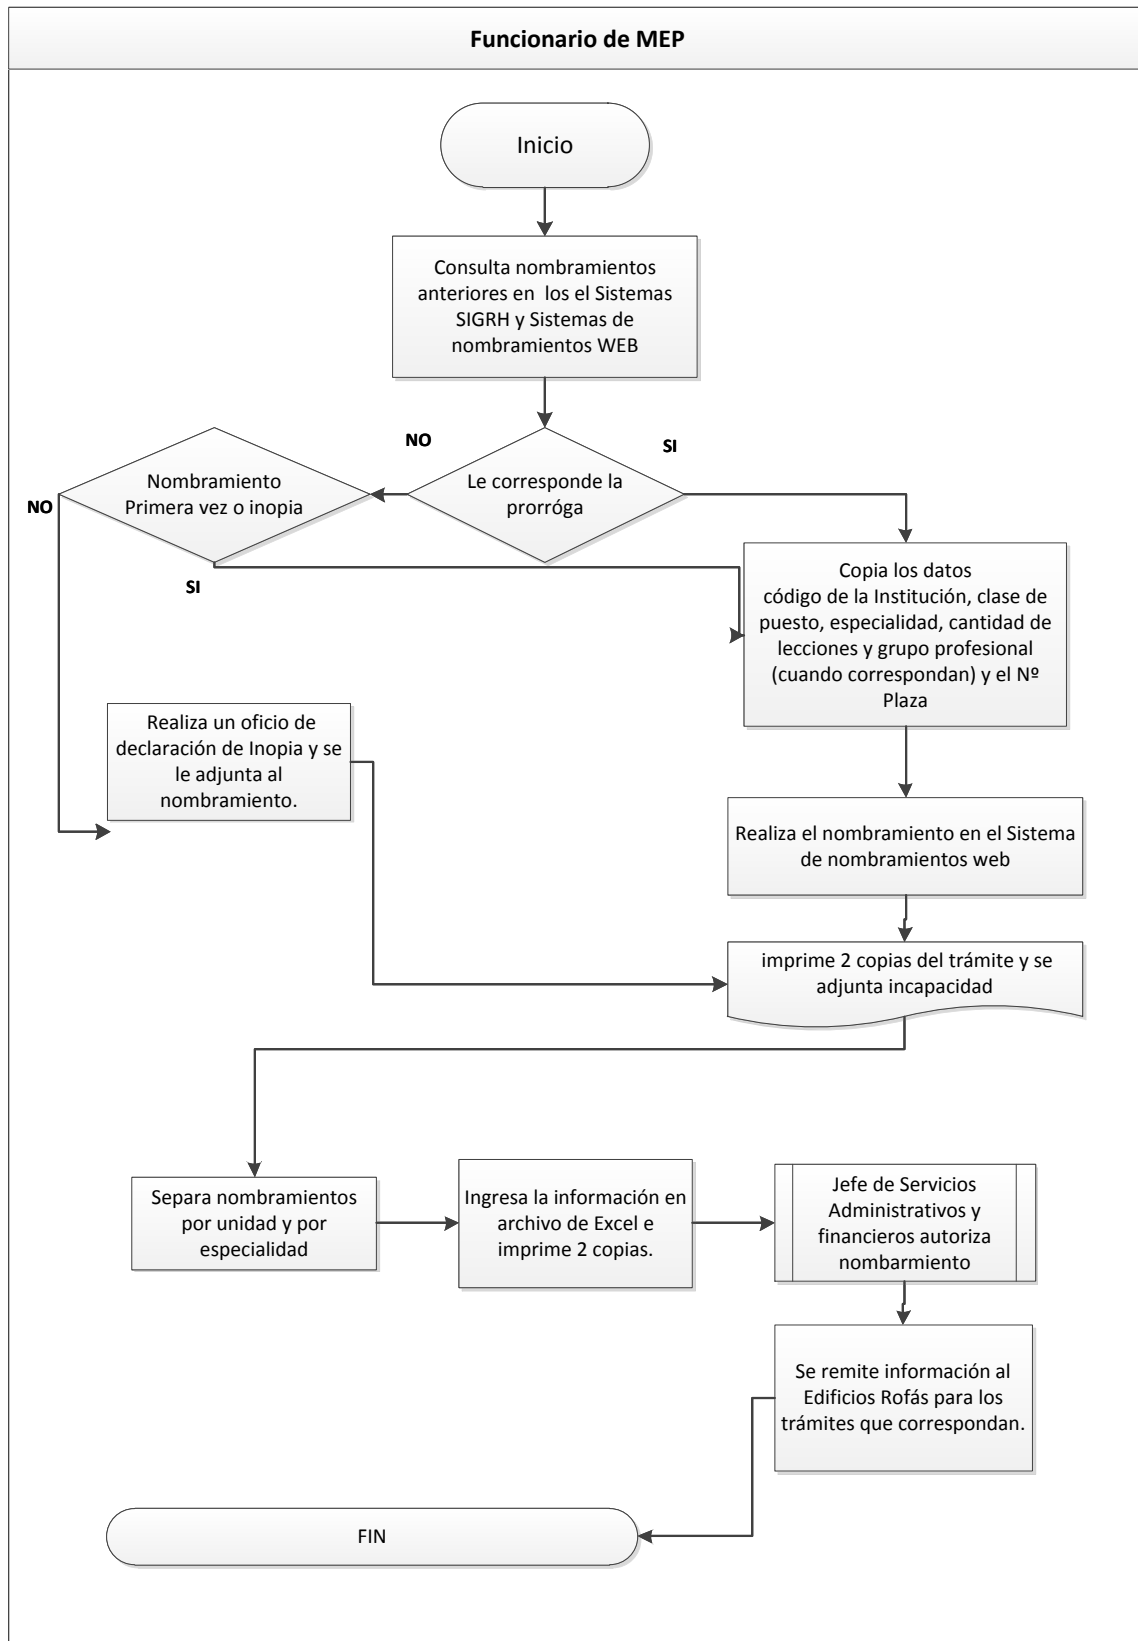 Funcionario de MEP
Inicio
Consulta nombramientos
anteriores en  los el Sistemas
SIGRH y Sistemas de
nombramientos WEB
NO
SI
Le corresponde la
prorróga
Nombramiento
Primera vez o inopia
NO
SI
Copia los datos
código de la Institución, clase de
puesto, especialidad, cantidad de
lecciones y grupo profesional
(cuando correspondan) y el Nº
Plaza
Realiza un oficio de
declaración de Inopia y se
le adjunta al
nombramiento.
Realiza el nombramiento en el Sistema
de nombramientos web
imprime 2 copias del trámite y se
adjunta incapacidad
Separa nombramientos
por unidad y por
especialidad
Ingresa la información en
archivo de Excel e
imprime 2 copias.
Jefe de Servicios
Administrativos y
financieros autoriza
nombarmiento
Se remite información al
Edificios Rofás para los
trámites que correspondan.
FIN